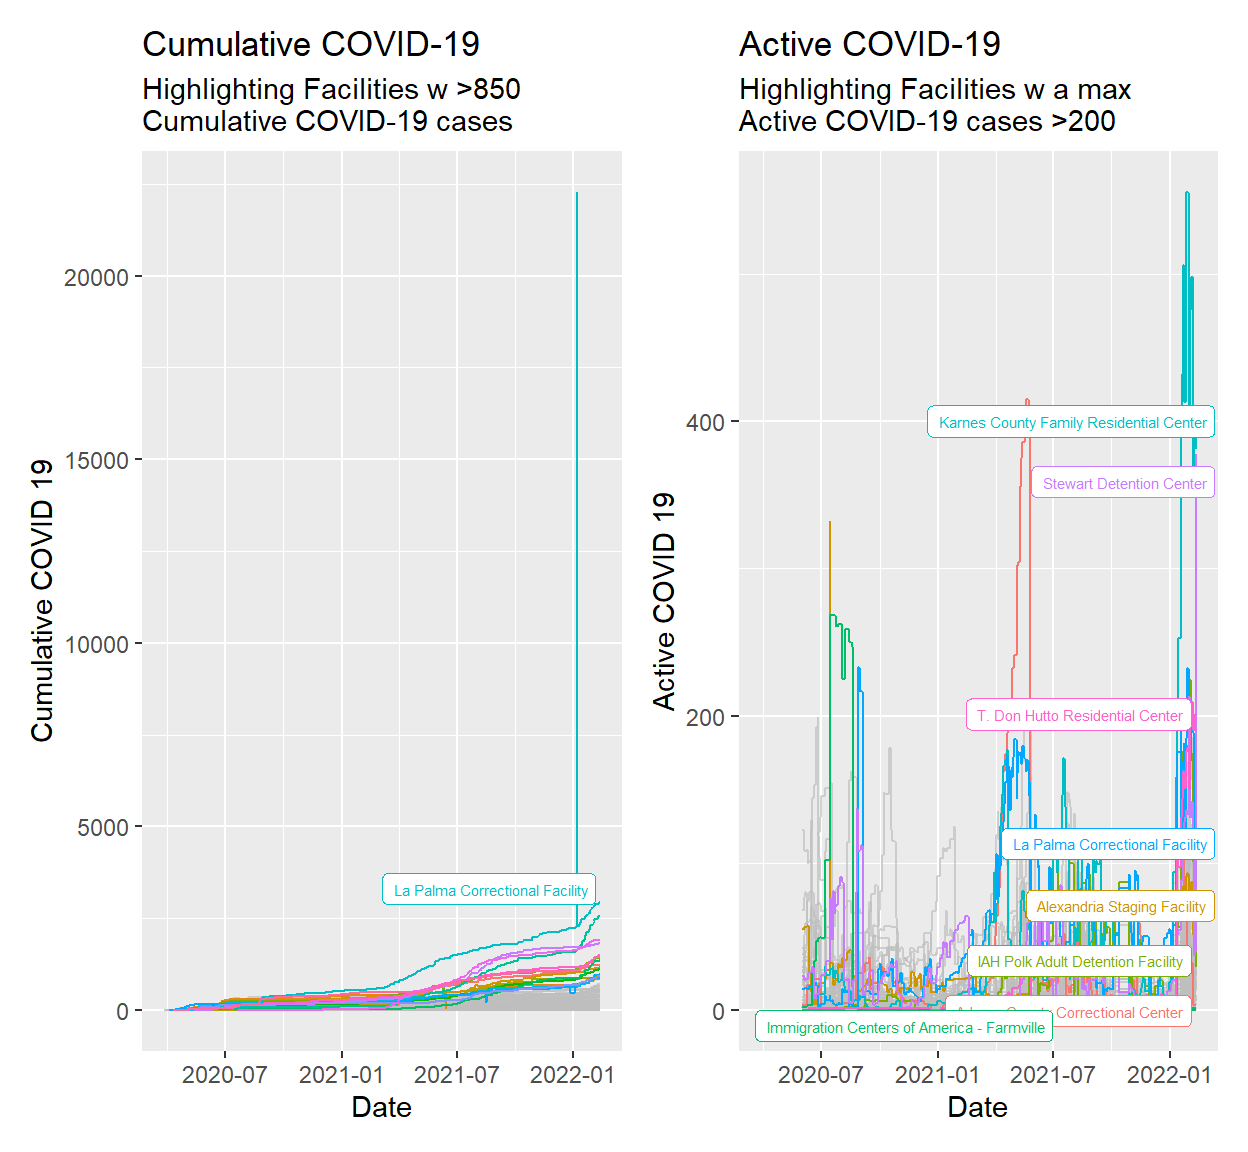 Cumulative COVID-19
Highlighting Facilities w >850
Cumulative COVID-19 cases
Cumulative COVID 19
20000
15000
10000
5000
0
La Palma Correctional Facility
2020-07
2021-01
2021-07
2022-01
Date
Active COVID-19
Highlighting Facilities w a max
Active COVID-19 cases >200
Active COVID 19
400
200
0
Karnes County Family Residential Center
Stewart Detention Center
T. Don Hutto Residential Center
La Palma Correctional Facility
Alexandria Staging Facility
IAH Polk Adult Detention Facility
Correctional Center
Immigration Centers of America - Farmville
2020-07
2021-01
2021-07
2022-01
Date